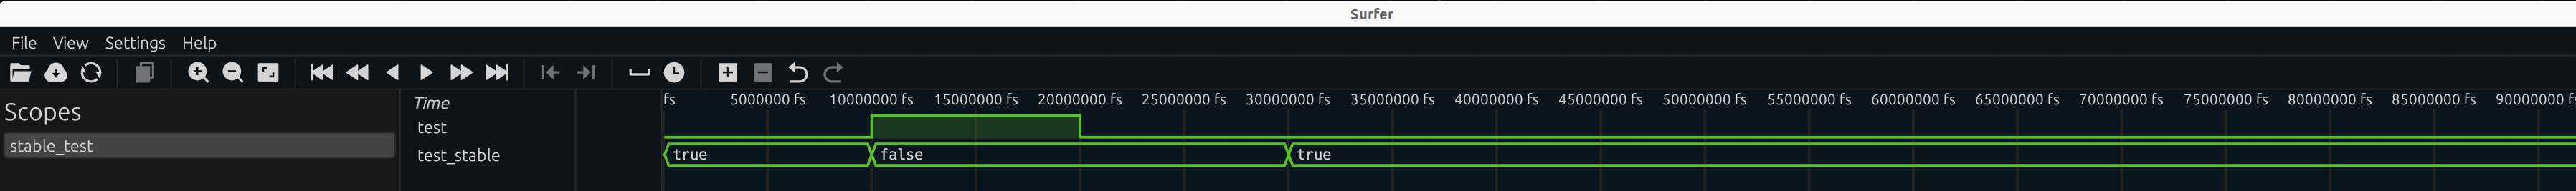 Surfer
File View Settings Help
Scopes
stable_test
Time
test
test_stable
fs 5000000 fs 10000000 fs 15000000 fs 20000000 fs 25000000 fs 30000000 fs 35000000 fs 40000000 fs 45000000 fs 50000000 fs 55000000 fs 60000000 fs 65000000 fs 70000000 fs 75000000 fs 80000000 fs 85000000 fs 90000000 f
true false true